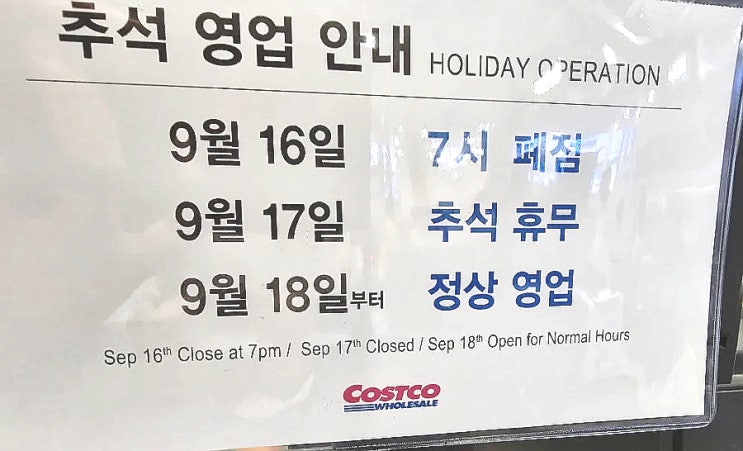 추석 영업 안내 HOLIDAY OPERATION
9월 16일 7시 폐점
9월 17일 추석 휴무
9월 18일부터 정상 영업
Sep 16th Close at 7pm / Sep 17th Closed / Sep 18th Open for Normal Hours
COSTCO
WHOLESALE